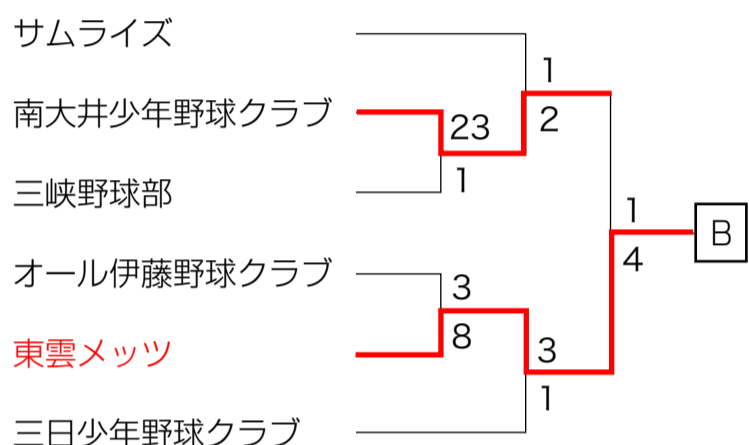 サムライズ
1
南大井少年野球クラブ
23
2
1
三峡野球部
1
B
4
オール伊藤野球クラブ
3
8
東雲メッツ
3
1
三日少年野球クラブ